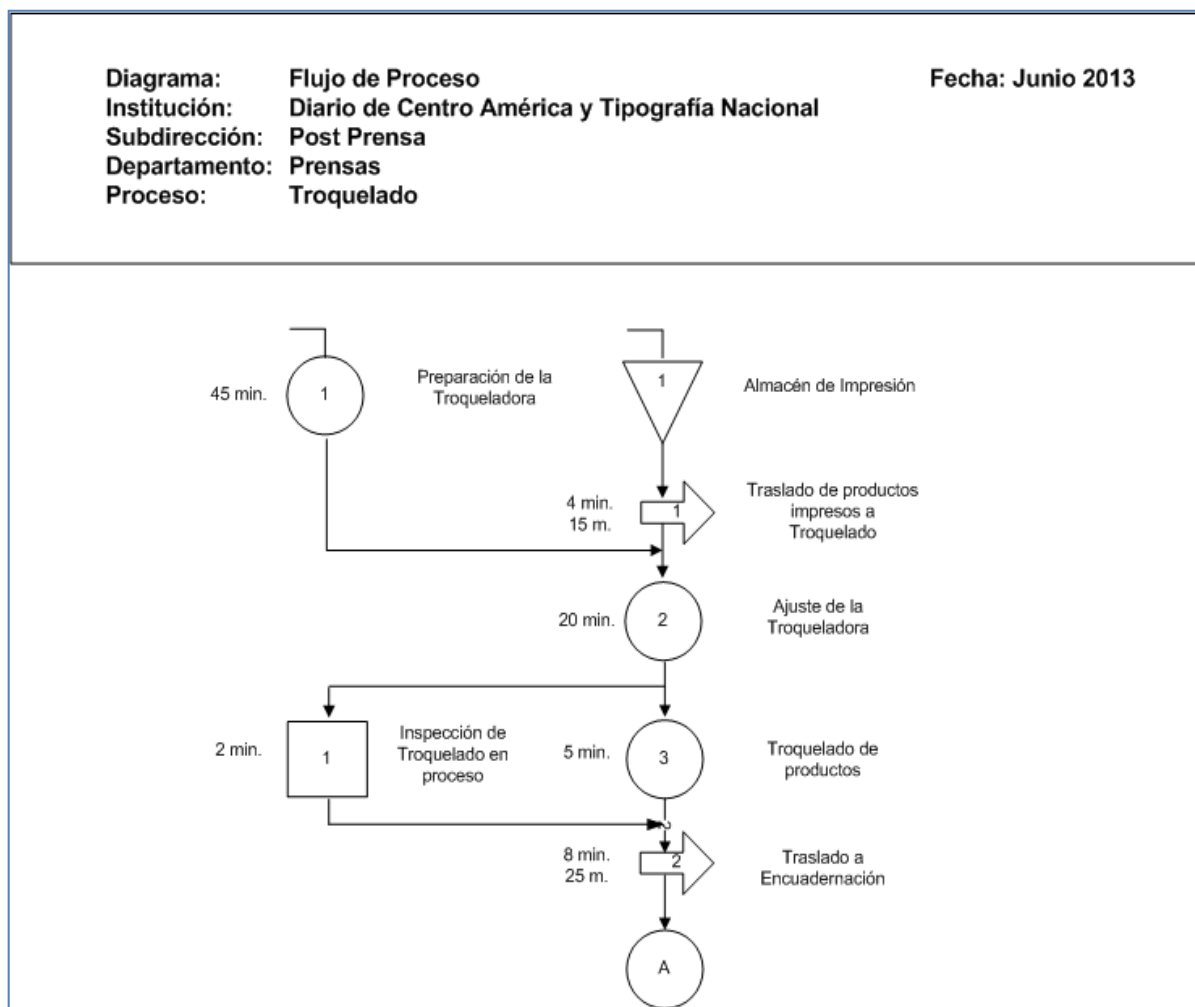 Diagrama: Flujo de Proceso Fecha: Junio 2013
Institución: Diario de Centro América y Tipografía Nacional
Subdirección: Post Prensa
Departamento: Prensas
Proceso: Troquelado
45 min.
1
Preparación de la
Troqueladora
1
Almacén de Impresión
4 min.
15 m.
1
Traslado de productos
impresos a
Troquelado
20 min.
2
Ajuste de la
Troqueladora
2 min.
1
Inspección de
Troquelado en
proceso
5 min.
3
Troquelado de
productos
2
8 min.
25 m.
2
Traslado a
Encuadernación
A